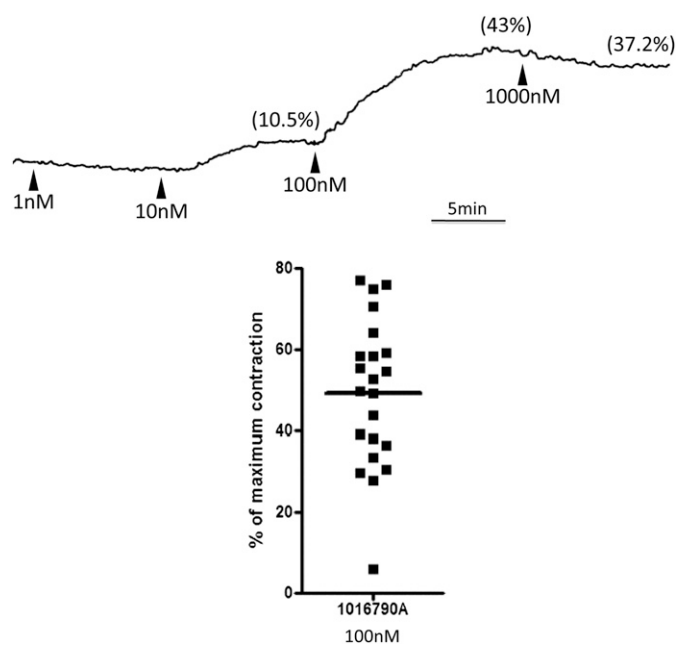 (43%)
(37.2%)
1000nM
(10.5%)
100nM
1nM
10nM
5min
80
60
40
20
0
% of maximum contraction
1016790A
100nM